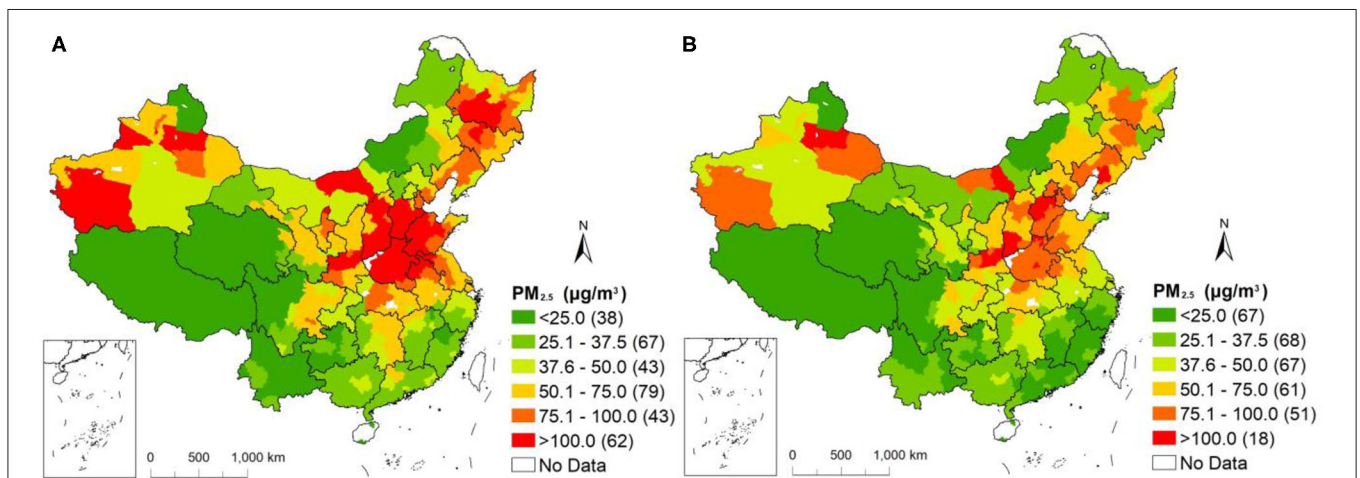 A
N
PM2.5 (μg/m³)
<25.0 (38)
25.1 - 37.5 (67)
37.6 - 50.0 (43)
50.1 - 75.0 (79)
75.1 - 100.0 (43)
>100.0 (62)
No Data
0 500 1,000 km
B
N
PM2.5 (μg/m³)
<25.0 (67)
25.1 - 37.5 (68)
37.6 - 50.0 (67)
50.1 - 75.0 (61)
75.1 - 100.0 (51)
>100.0 (18)
No Data
0 500 1,000 km